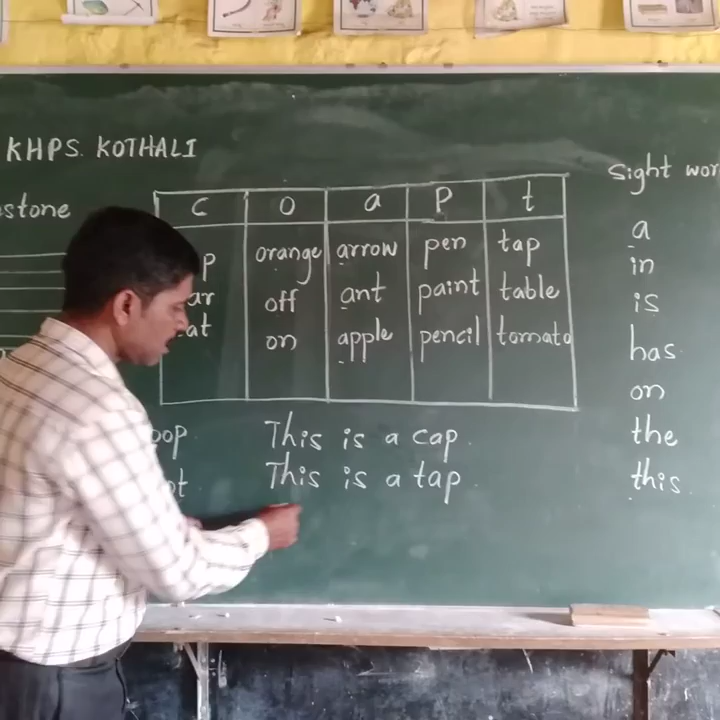 KHPS. KOTHALI
stone
Sight wor
c o a P t
p orange arrow pen tap
ar off ant paint table
at on apple pencil tomato
oop This is a cap.
ot This is a tap.
a
in
is
has
on
the
this.